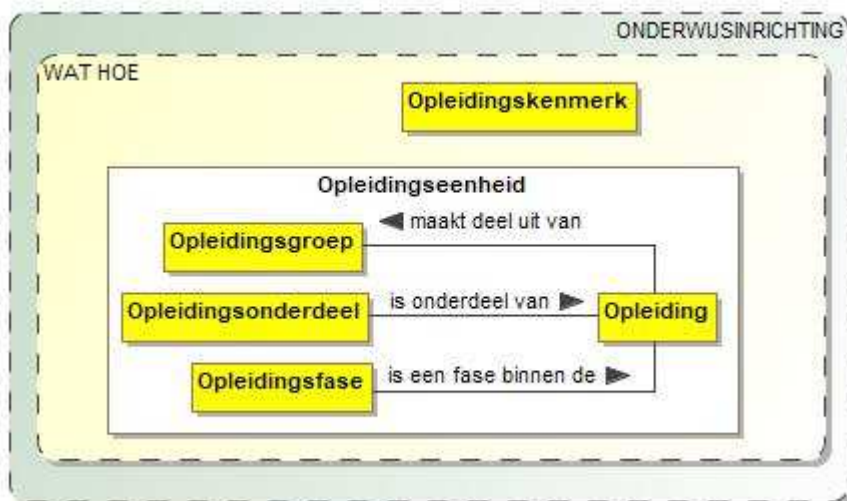 ONDERWIJSINRICHTING
WAT HOE
Opleidingskenmerk
Opleidingseenheid
maakt deel uit van
Opleidingsgroep
is onderdeel van
Opleidingsonderdeel
Opleiding
is een fase binnen de
Opleidingsfase